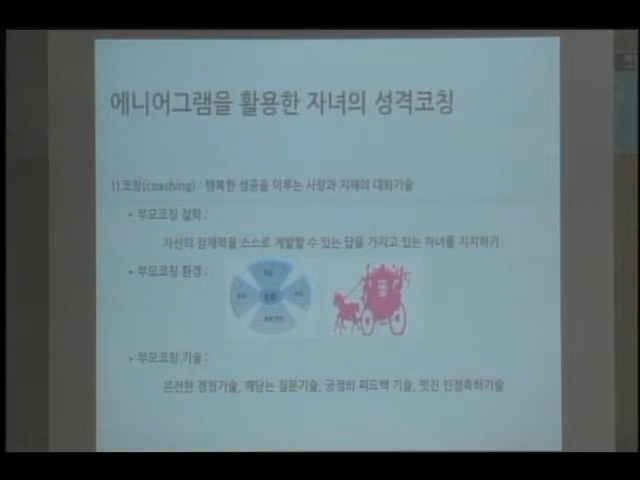 에니어그램을 활용한 자녀의 성격코칭
1).코칭(coaching) : 행복한 성공을 이루는 사랑과 지혜의 대화기술
• 부모코칭 철학 :
자신의 잠재력을 스스로 계발할 수 있는 답을 가지고 있는 자녀를 지지하기
• 부모코칭 환경 :
• 부모코칭 기술 :
온전한 경청기술, 깨닫는 질문기술, 긍정의 피드백 기술, 멋진 인정축하기술